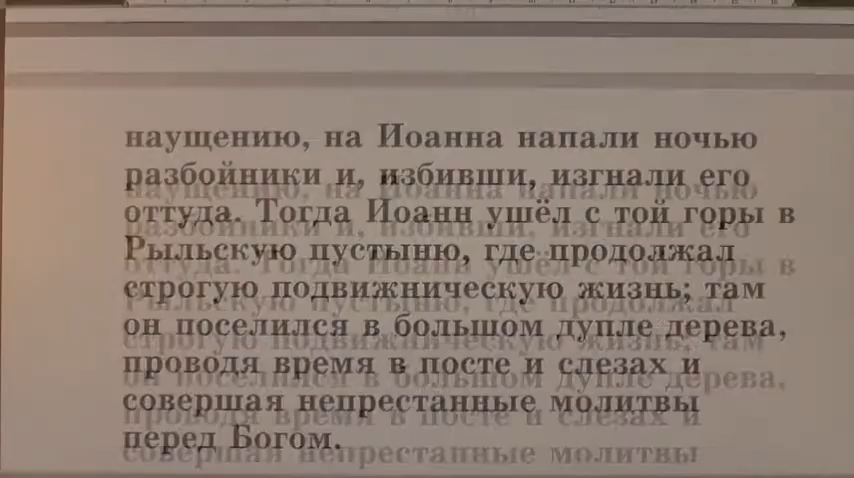 наущению, на Иоанна напали ночью
разбойники и, избивши, изгнали его
оттуда. Тогда Иоанн ушёл с той горы в
Рыльскую пустыню, где продолжал
строгую подвижническую жизнь; там
он поселился в большом дупле дерева,
проводя время в посте и слезах и
совершая непрестанные молитвы
перед Богом.